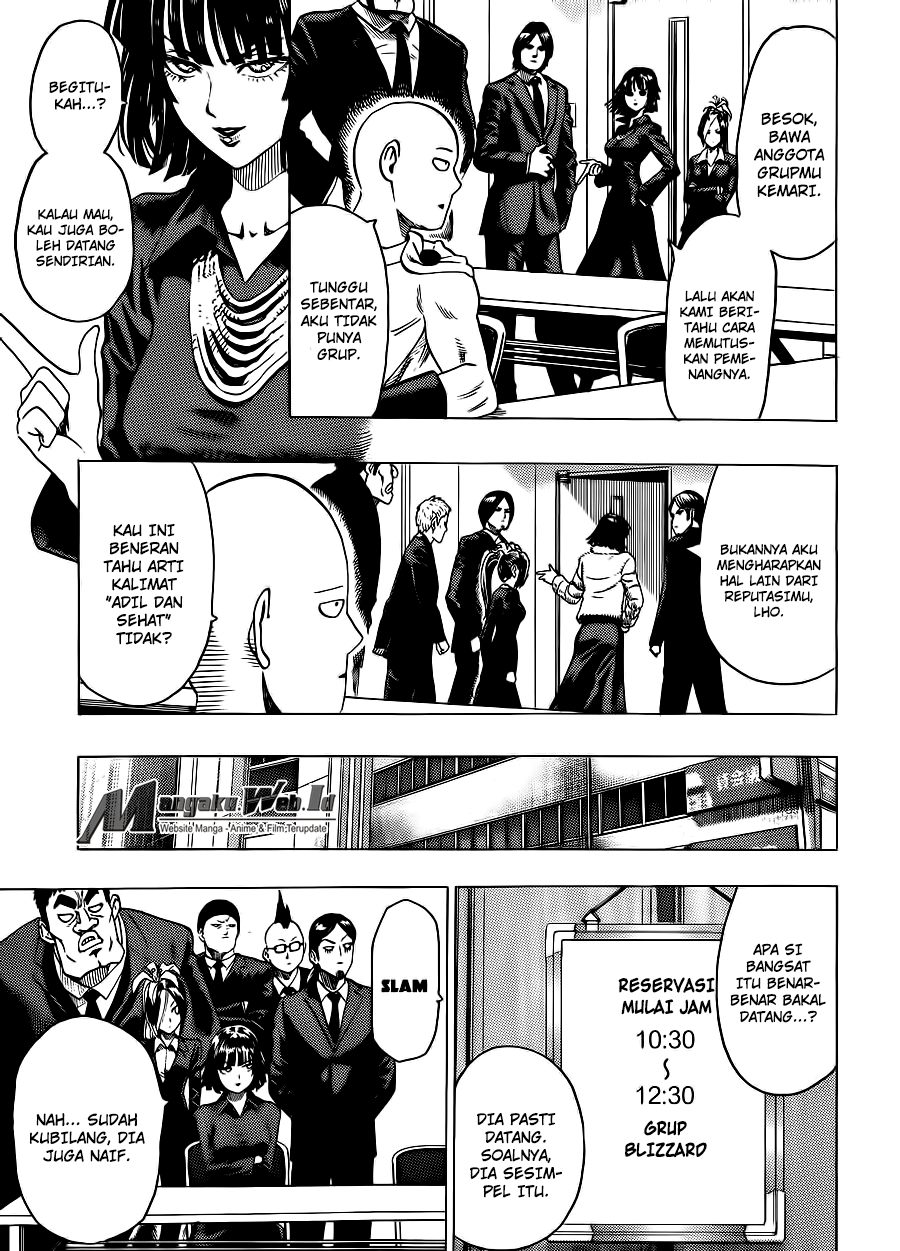 BESOK,
BAWA
ANGGOTA
GRUPMU
KEMARI.
LALU AKAN
KAMI BERI-
TAHU CARA
MEMUTUS-
KAN PEME-
NANGNYA.
TUNGGU
SEBENTAR,
AKU TIDAK
PUNYA
GRUP.
BEGITU-
KAH...?
KALAU MAU,
KAU JUGA BO-
LEH DATANG
SENDIRIAN.
BUKANNYA AKU
MENGHARAPKAN
HAL LAIN DARI
REPUTASIMU,
LHO.
KAU INI
BENERAN
TAHU ARTI
KALIMAT
"ADIL DAN
SEHAT"
TIDAK?
Mangaku.Web.Id
Website Manga - Anime & Film Terupdate
APA SI
BANGSAT
ITU BENAR-
BENAR BAKAL
DATANG...?
RESERVASI
MULAI JAM
10:30
~
12:30
GRUP
BLIZZARD
DIA PASTI
DATANG.
SOALNYA,
DIA SESIM-
PEL ITU.
SLAM
NAH... SUDAH
KUBILANG, DIA
JUGA NAIF.